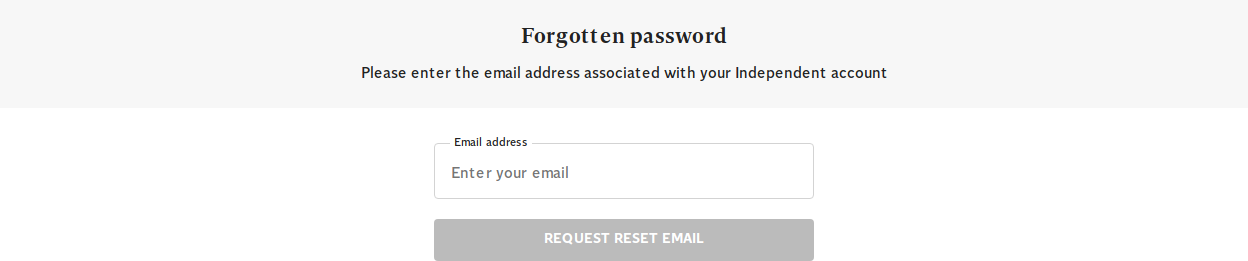 Forgotten password
Please enter the email address associated with your Independent account
Email address
Enter your email
REQUEST RESET EMAIL